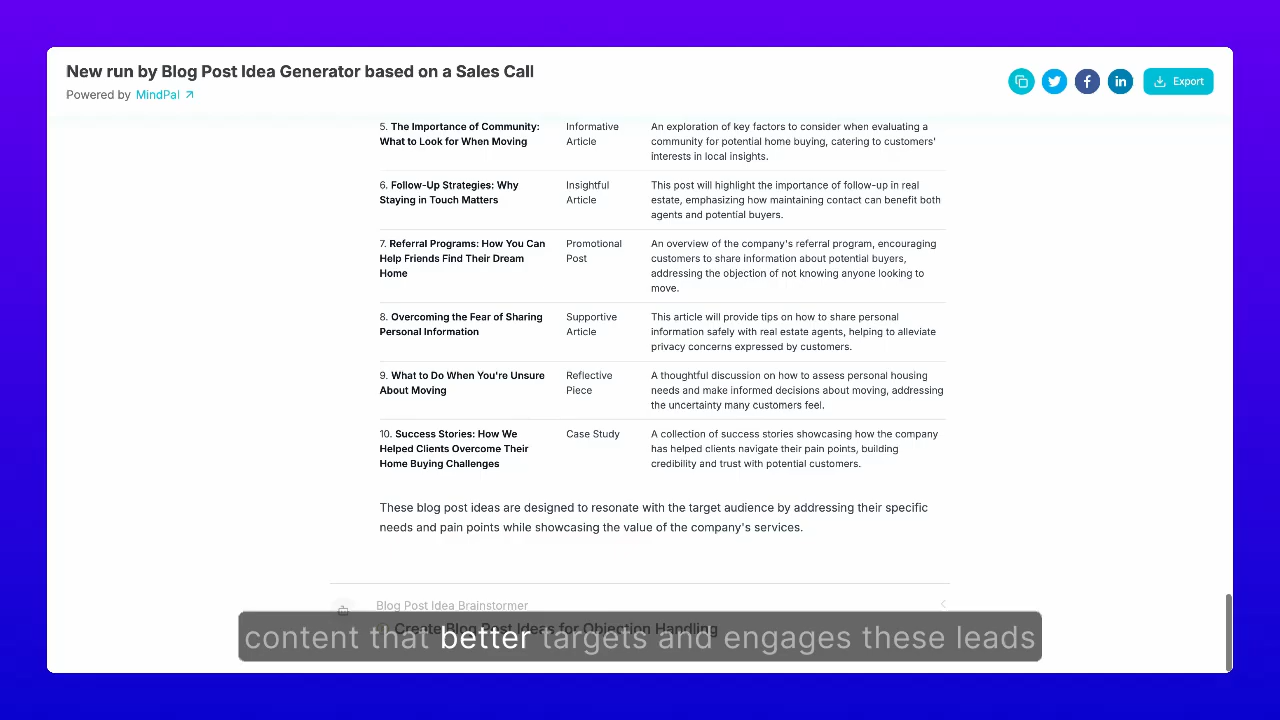 New run by Blog Post Idea Generator based on a Sales Call
Powered by MindPal ↗
in
Export
5. The Importance of Community: What to Look for When Moving
Informative Article
An exploration of key factors to consider when evaluating a community for potential home buying, catering to customers' interests in local insights.
6. Follow-Up Strategies: Why Staying in Touch Matters
Insightful Article
This post will highlight the importance of follow-up in real estate, emphasizing how maintaining contact can benefit both agents and potential buyers.
7. Referral Programs: How You Can Help Friends Find Their Dream Home
Promotional Post
An overview of the company's referral program, encouraging customers to share information about potential buyers, addressing the objection of not knowing anyone looking to move.
8. Overcoming the Fear of Sharing Personal Information
Supportive Article
This article will provide tips on how to share personal information safely with real estate agents, helping to alleviate privacy concerns expressed by customers.
9. What to Do When You're Unsure About Moving
Reflective Piece
A thoughtful discussion on how to assess personal housing needs and make informed decisions about moving, addressing the uncertainty many customers feel.
10. Success Stories: How We Helped Clients Overcome Their Home Buying Challenges
Case Study
A collection of success stories showcasing how the company has helped clients navigate their pain points, building credibility and trust with potential customers.
These blog post ideas are designed to resonate with the target audience by addressing their specific
needs and pain points while showcasing the value of the company's services.
Blog Post Idea Brainstormer
Create Blog Post Ideas for Objection Handling
content that better targets and engages these leads